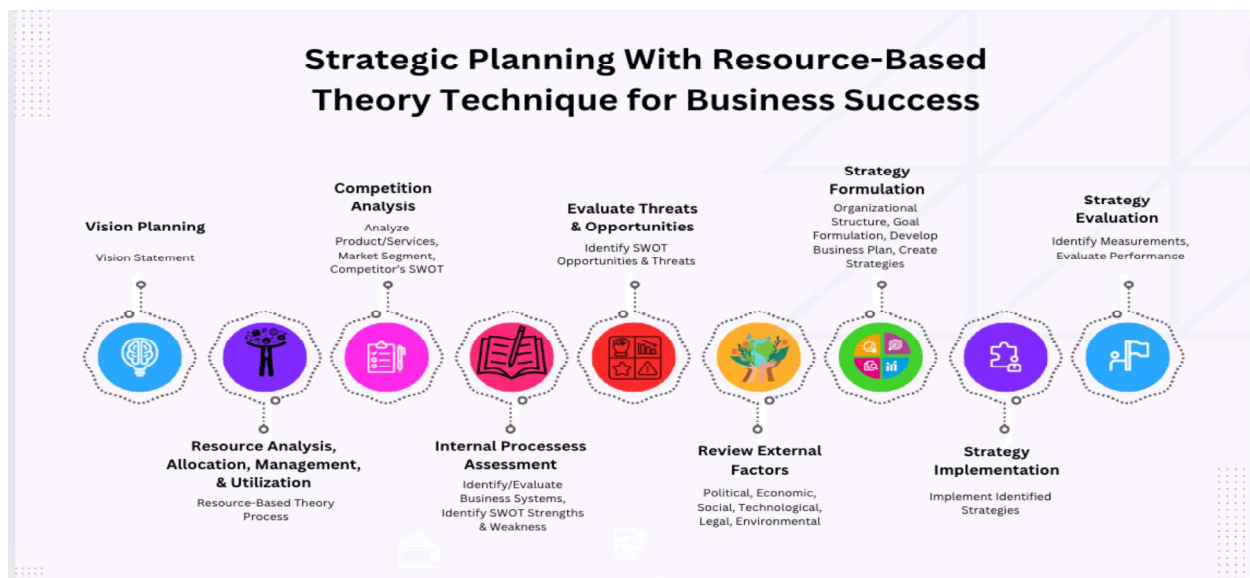 Strategic Planning With Resource-Based
Theory Technique for Business Success
Vision Planning
Vision Statement
Resource Analysis,
Allocation, Management,
& Utilization
Resource-Based Theory
Process
Competition
Analysis
Analyze
Product/Services,
Market Segment,
Competitor's SWOT
Internal Processess
Assessment
Identify/Evaluate
Business Systems,
Identify SWOT Strengths
& Weakness
Evaluate Threats
& Opportunities
Identify SWOT
Opportunities & Threats
Review External
Factors
Political, Economic,
Social, Technological,
Legal, Environmental
Strategy
Formulation
Organizational
Structure, Goal
Formulation, Develop
Business Plan, Create
Strategies
Strategy
Implementation
Implement Identified
Strategies
Strategy
Evaluation
Identify Measurements,
Evaluate Performance